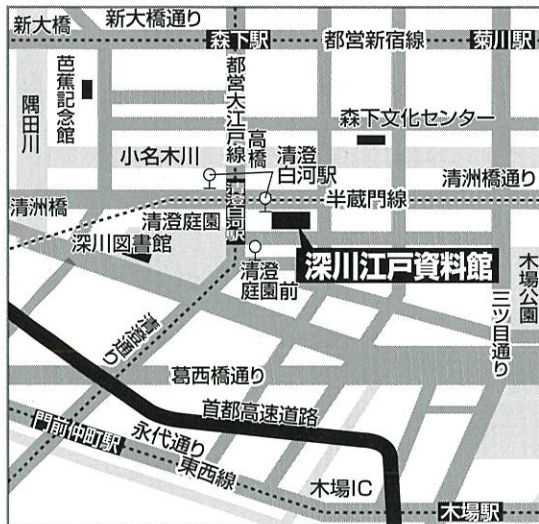 新大橋
新大橋通り
森下駅
都営新宿線
菊川駅
芭蕉記念館
隅田川
都営大江戸線
高橋
森下文化センター
小名木川
清澄
白河駅
清洲橋通り
清洲橋
清澄白河駅
半蔵門線
清澄庭園
深川図書館
清澄
庭園前
深川江戸資料館
木場公園
三ツ目通り
清澄通り
葛西橋通り
首都高速道路
門前仲町駅
永代通り
東西線
木場IC
木場駅